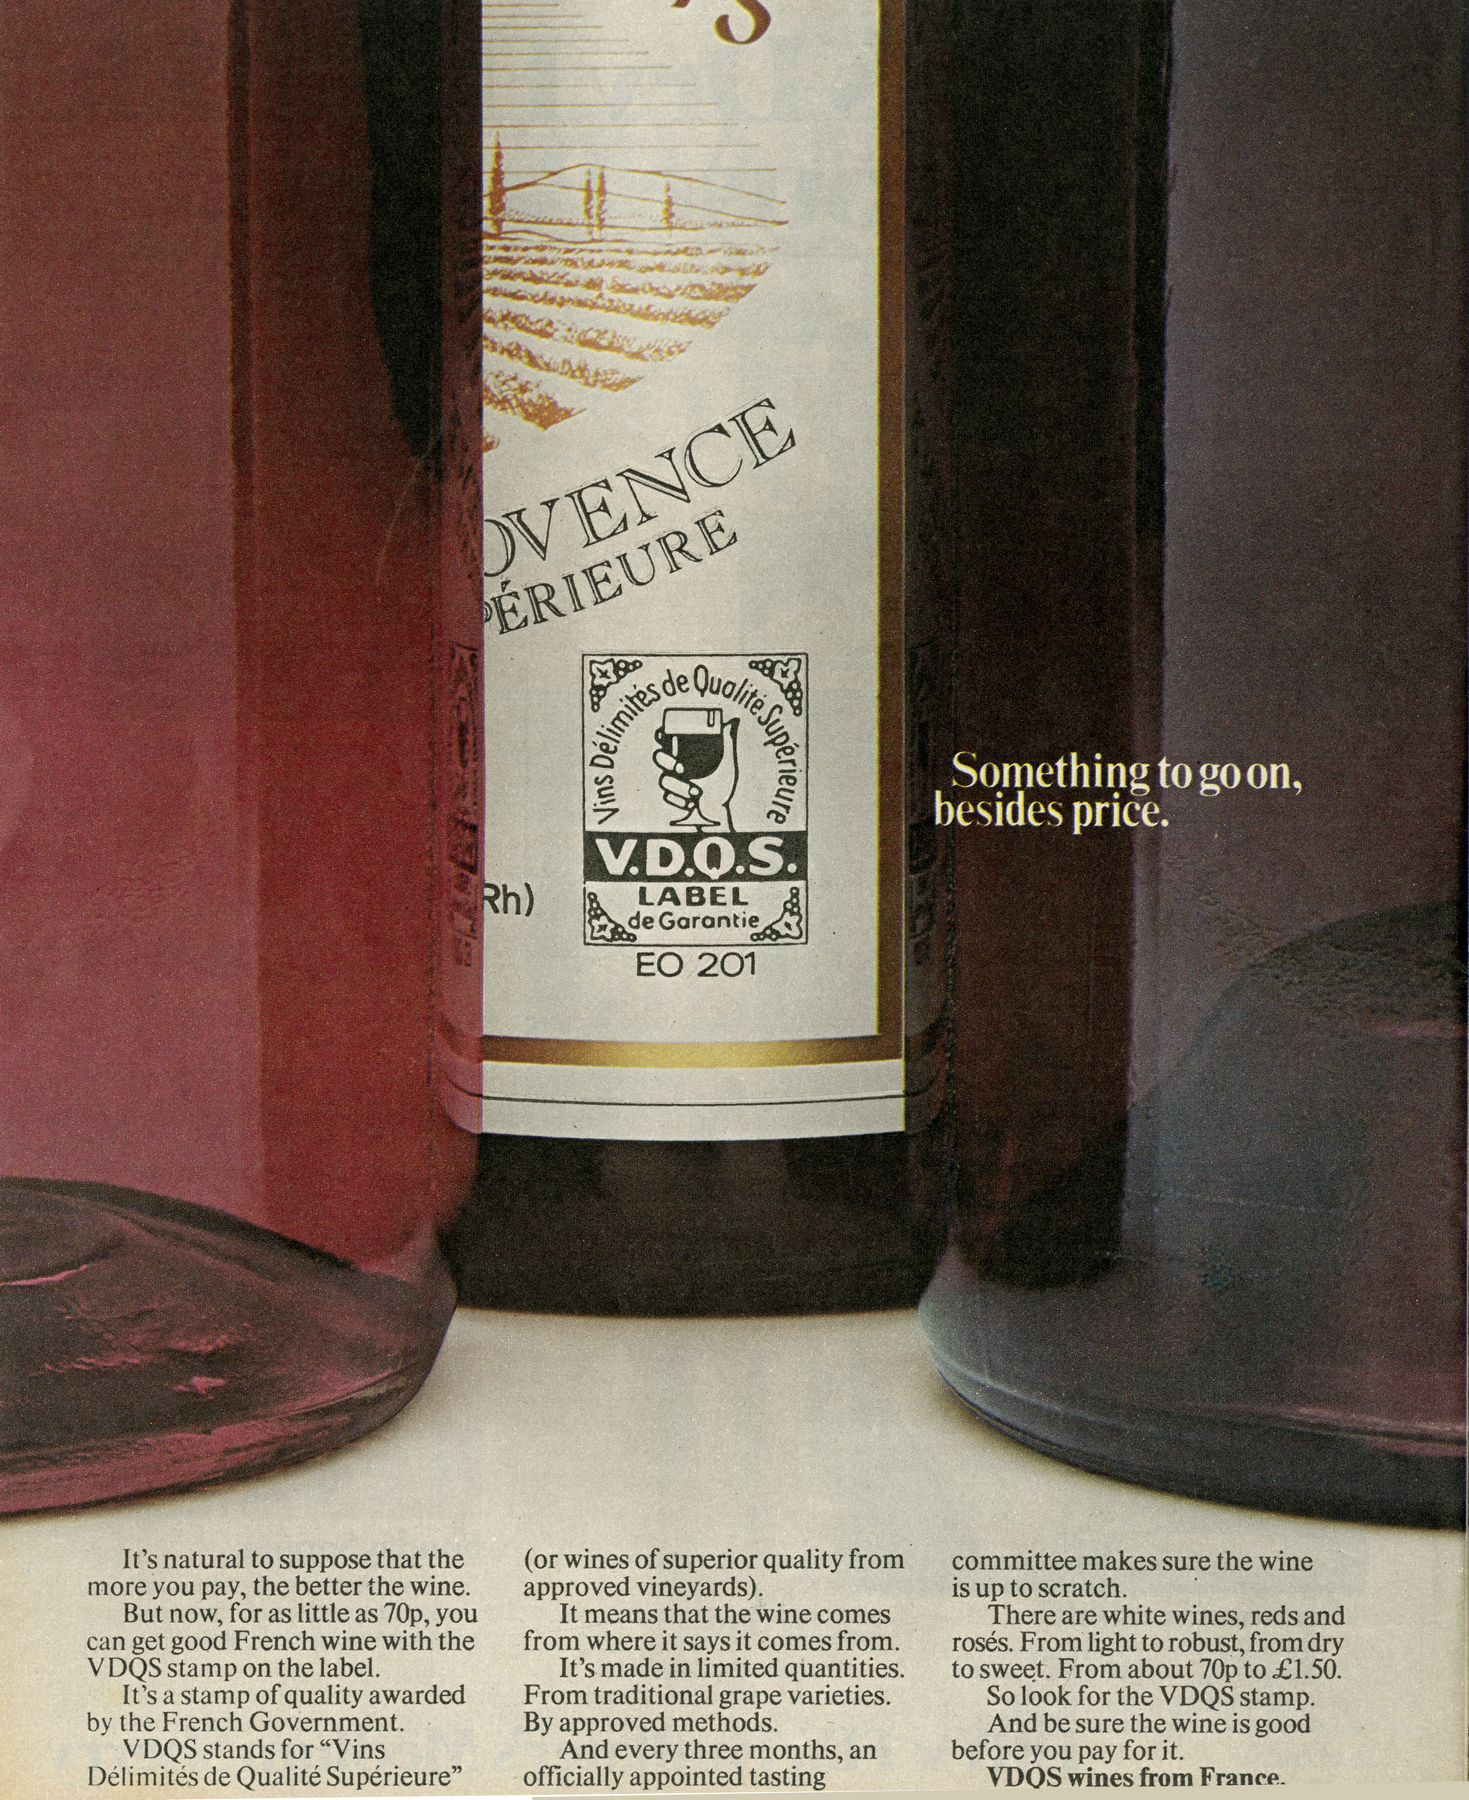 S
OVENCE
PÉRIEURE
Vins Délimités de Qualité Supérieure
V.D.Q.S.
LABEL
de Garantie
Rh)
EO 201
Something to go on,
besides price.
It's natural to suppose that the
more you pay, the better the wine.
But now, for as little as 70p, you
can get good French wine with the
VDQS stamp on the label.
It's a stamp of quality awarded
by the French Government.
VDQS stands for “Vins
Délimités de Qualité Supérieure”
(or wines of superior quality from
approved vineyards).
It means that the wine comes
from where it says it comes from.
It's made in limited quantities.
From traditional grape varieties.
By approved methods.
And every three months, an
officially appointed tasting
committee makes sure the wine
is up to scratch.
There are white wines, reds and
rosés. From light to robust, from dry
to sweet. From about 70p to £1.50.
So look for the VDQS stamp.
And be sure the wine is good
before you pay for it.
VDQS wines from France.